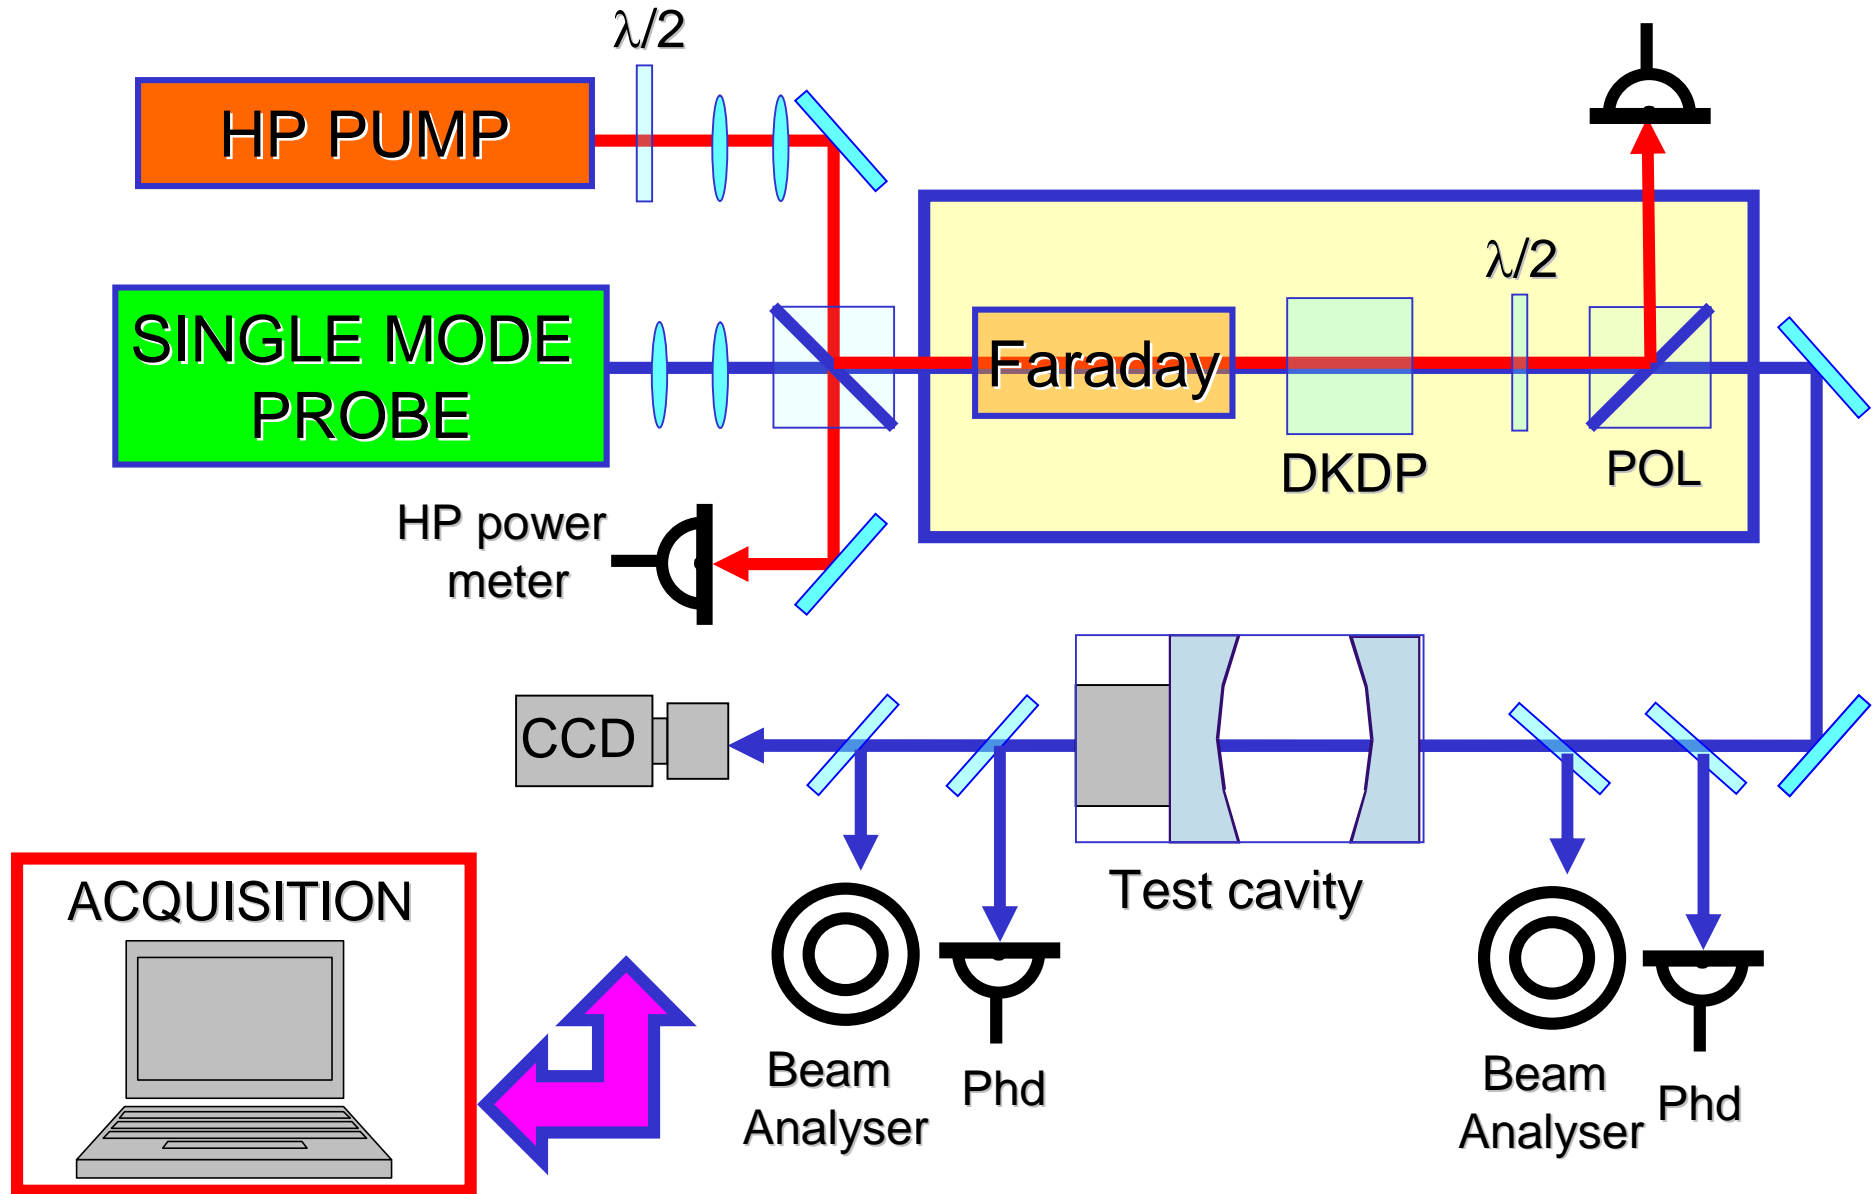 λ/2
HP PUMP
λ/2
SINGLE MODE
PROBE
Faraday
DKDP
POL
HP power
meter
CCD
Test cavity
ACQUISITION
Beam
Analyser
Phd
Beam
Analyser
Phd